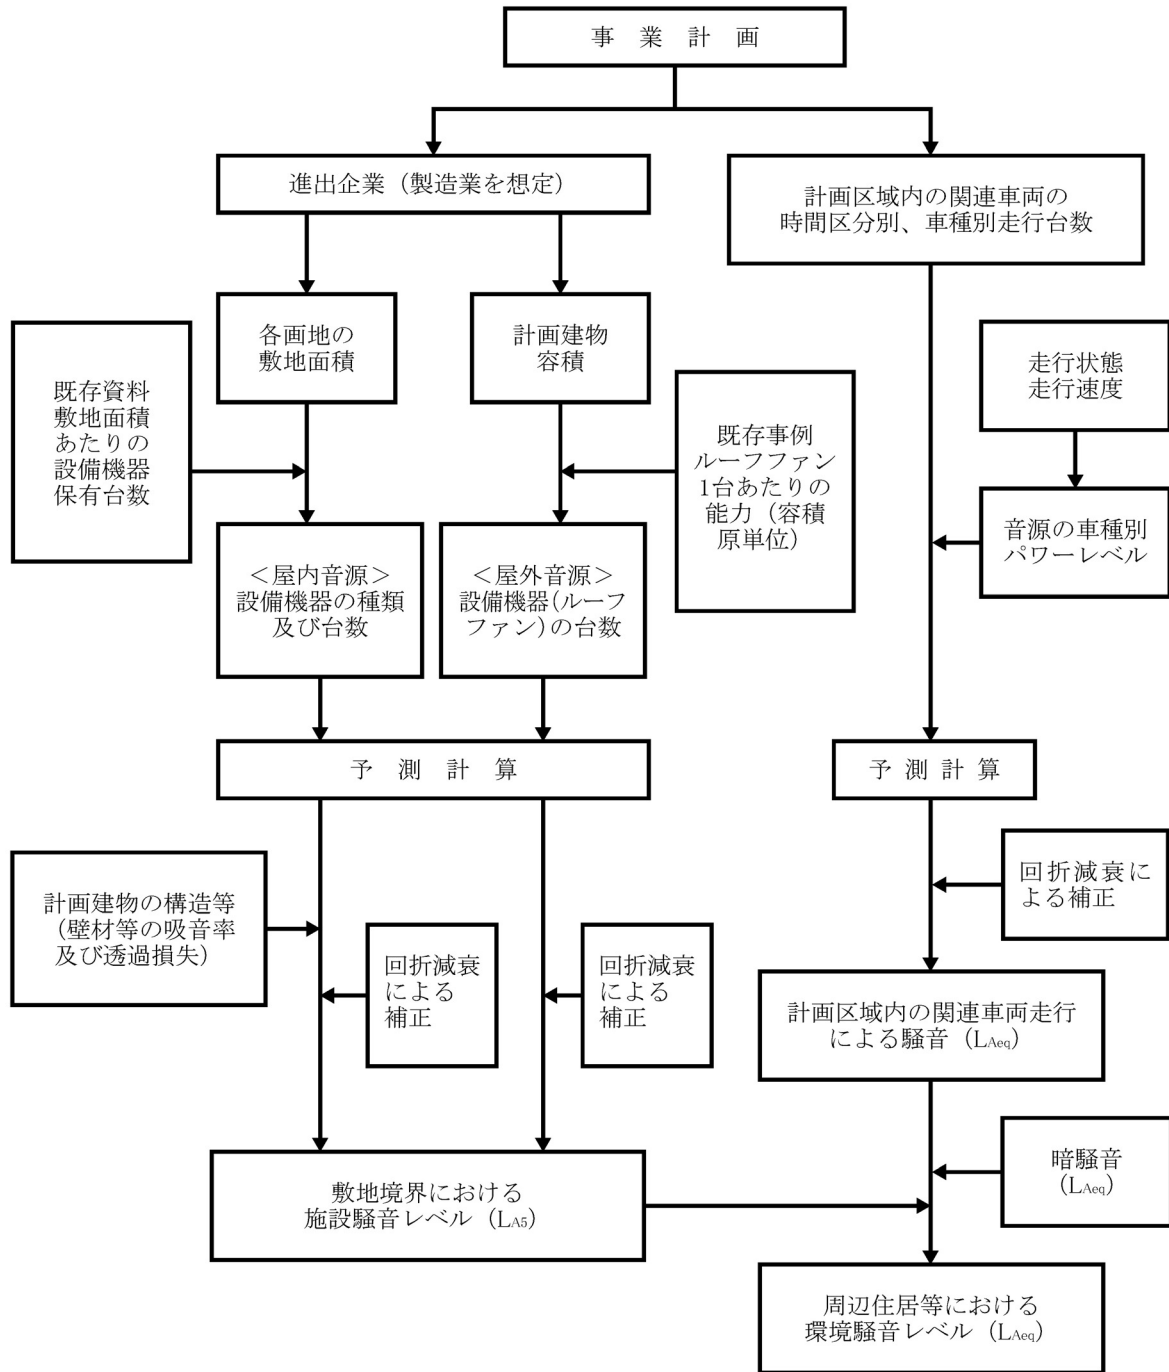 事業計画
進出企業（製造業を想定）
計画区域内の関連車両の
時間区分別、車種別走行台数
各画地の
敷地面積
計画建物
容積
既存資料
敷地面積
あたりの
設備機器
保有台数
既存事例
ルーフファン
1台あたりの
能力（容積
原単位）
走行状態
走行速度
音源の車種別
パワーレベル
＜屋内音源＞
設備機器の種類
及び台数
＜屋外音源＞
設備機器（ルーフ
ファン）の台数
予測計算
予測計算
計画建物の構造等
（壁材等の吸音率
及び透過損失）
回折減衰
による
補正
回折減衰
による
補正
回折減衰に
よる補正
計画区域内の関連車両走行
による騒音（LAeq）
敷地境界における
施設騒音レベル（LA5）
暗騒音
（LAeq）
周辺住居等における
環境騒音レベル（LAeq）